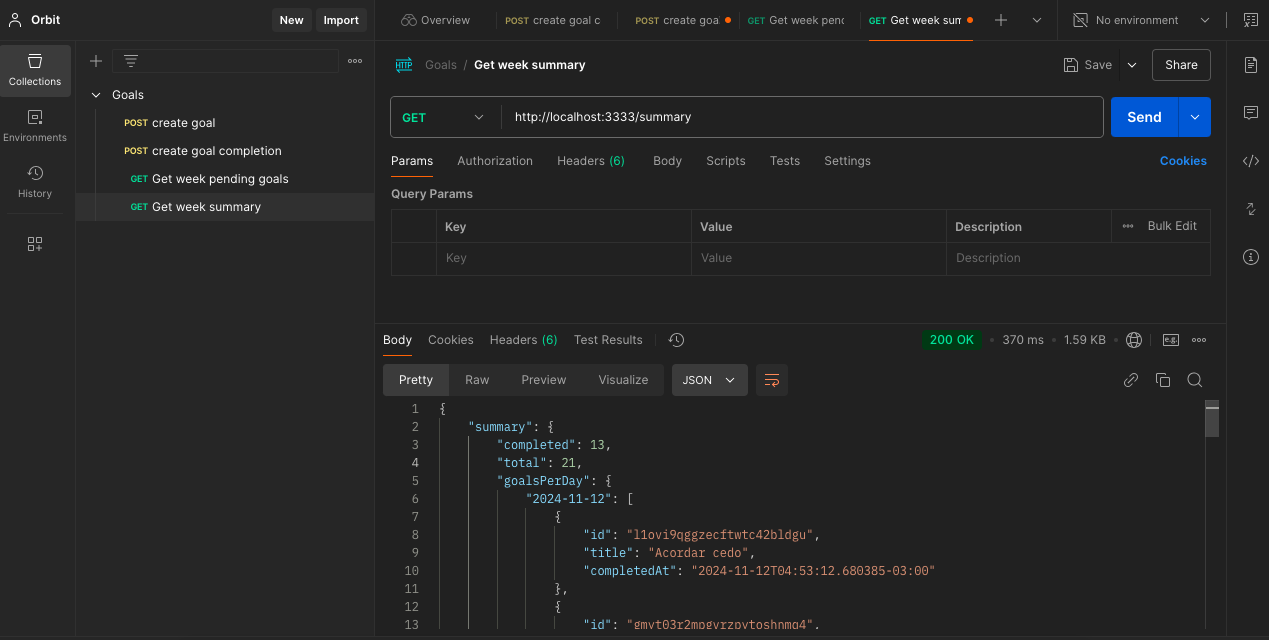 Orbit
New
Import
Overview
POST create goal c
POST create goa
GET Get week pend
GET Get week sum
No environment
Collections
Environments
History
Goals
POST create goal
POST create goal completion
GET Get week pending goals
GET Get week summary
HTTP
Goals / Get week summary
Save
Share
GET
http://localhost:3333/summary
Send
Params
Authorization
Headers (6)
Body
Scripts
Tests
Settings
Cookies
Query Params
Key
Value
Description
Bulk Edit
Key
Value
Description
Body
Cookies
Headers (6)
Test Results
200 OK
370 ms
1.59 KB
e.g.
Pretty
Raw
Preview
Visualize
JSON
1 {
2 "summary": {
3 "completed": 13,
4 "total": 21,
5 "goalsPerDay": {
6 "2024-11-12": [
7 {
8 "id": "l1ovi9qggzecftwtc42bldgu",
9 "title": "Acordar cedo",
10 "completedAt": "2024-11-12T04:53:12.680385-03:00"
11 },
12 {
13 "id":